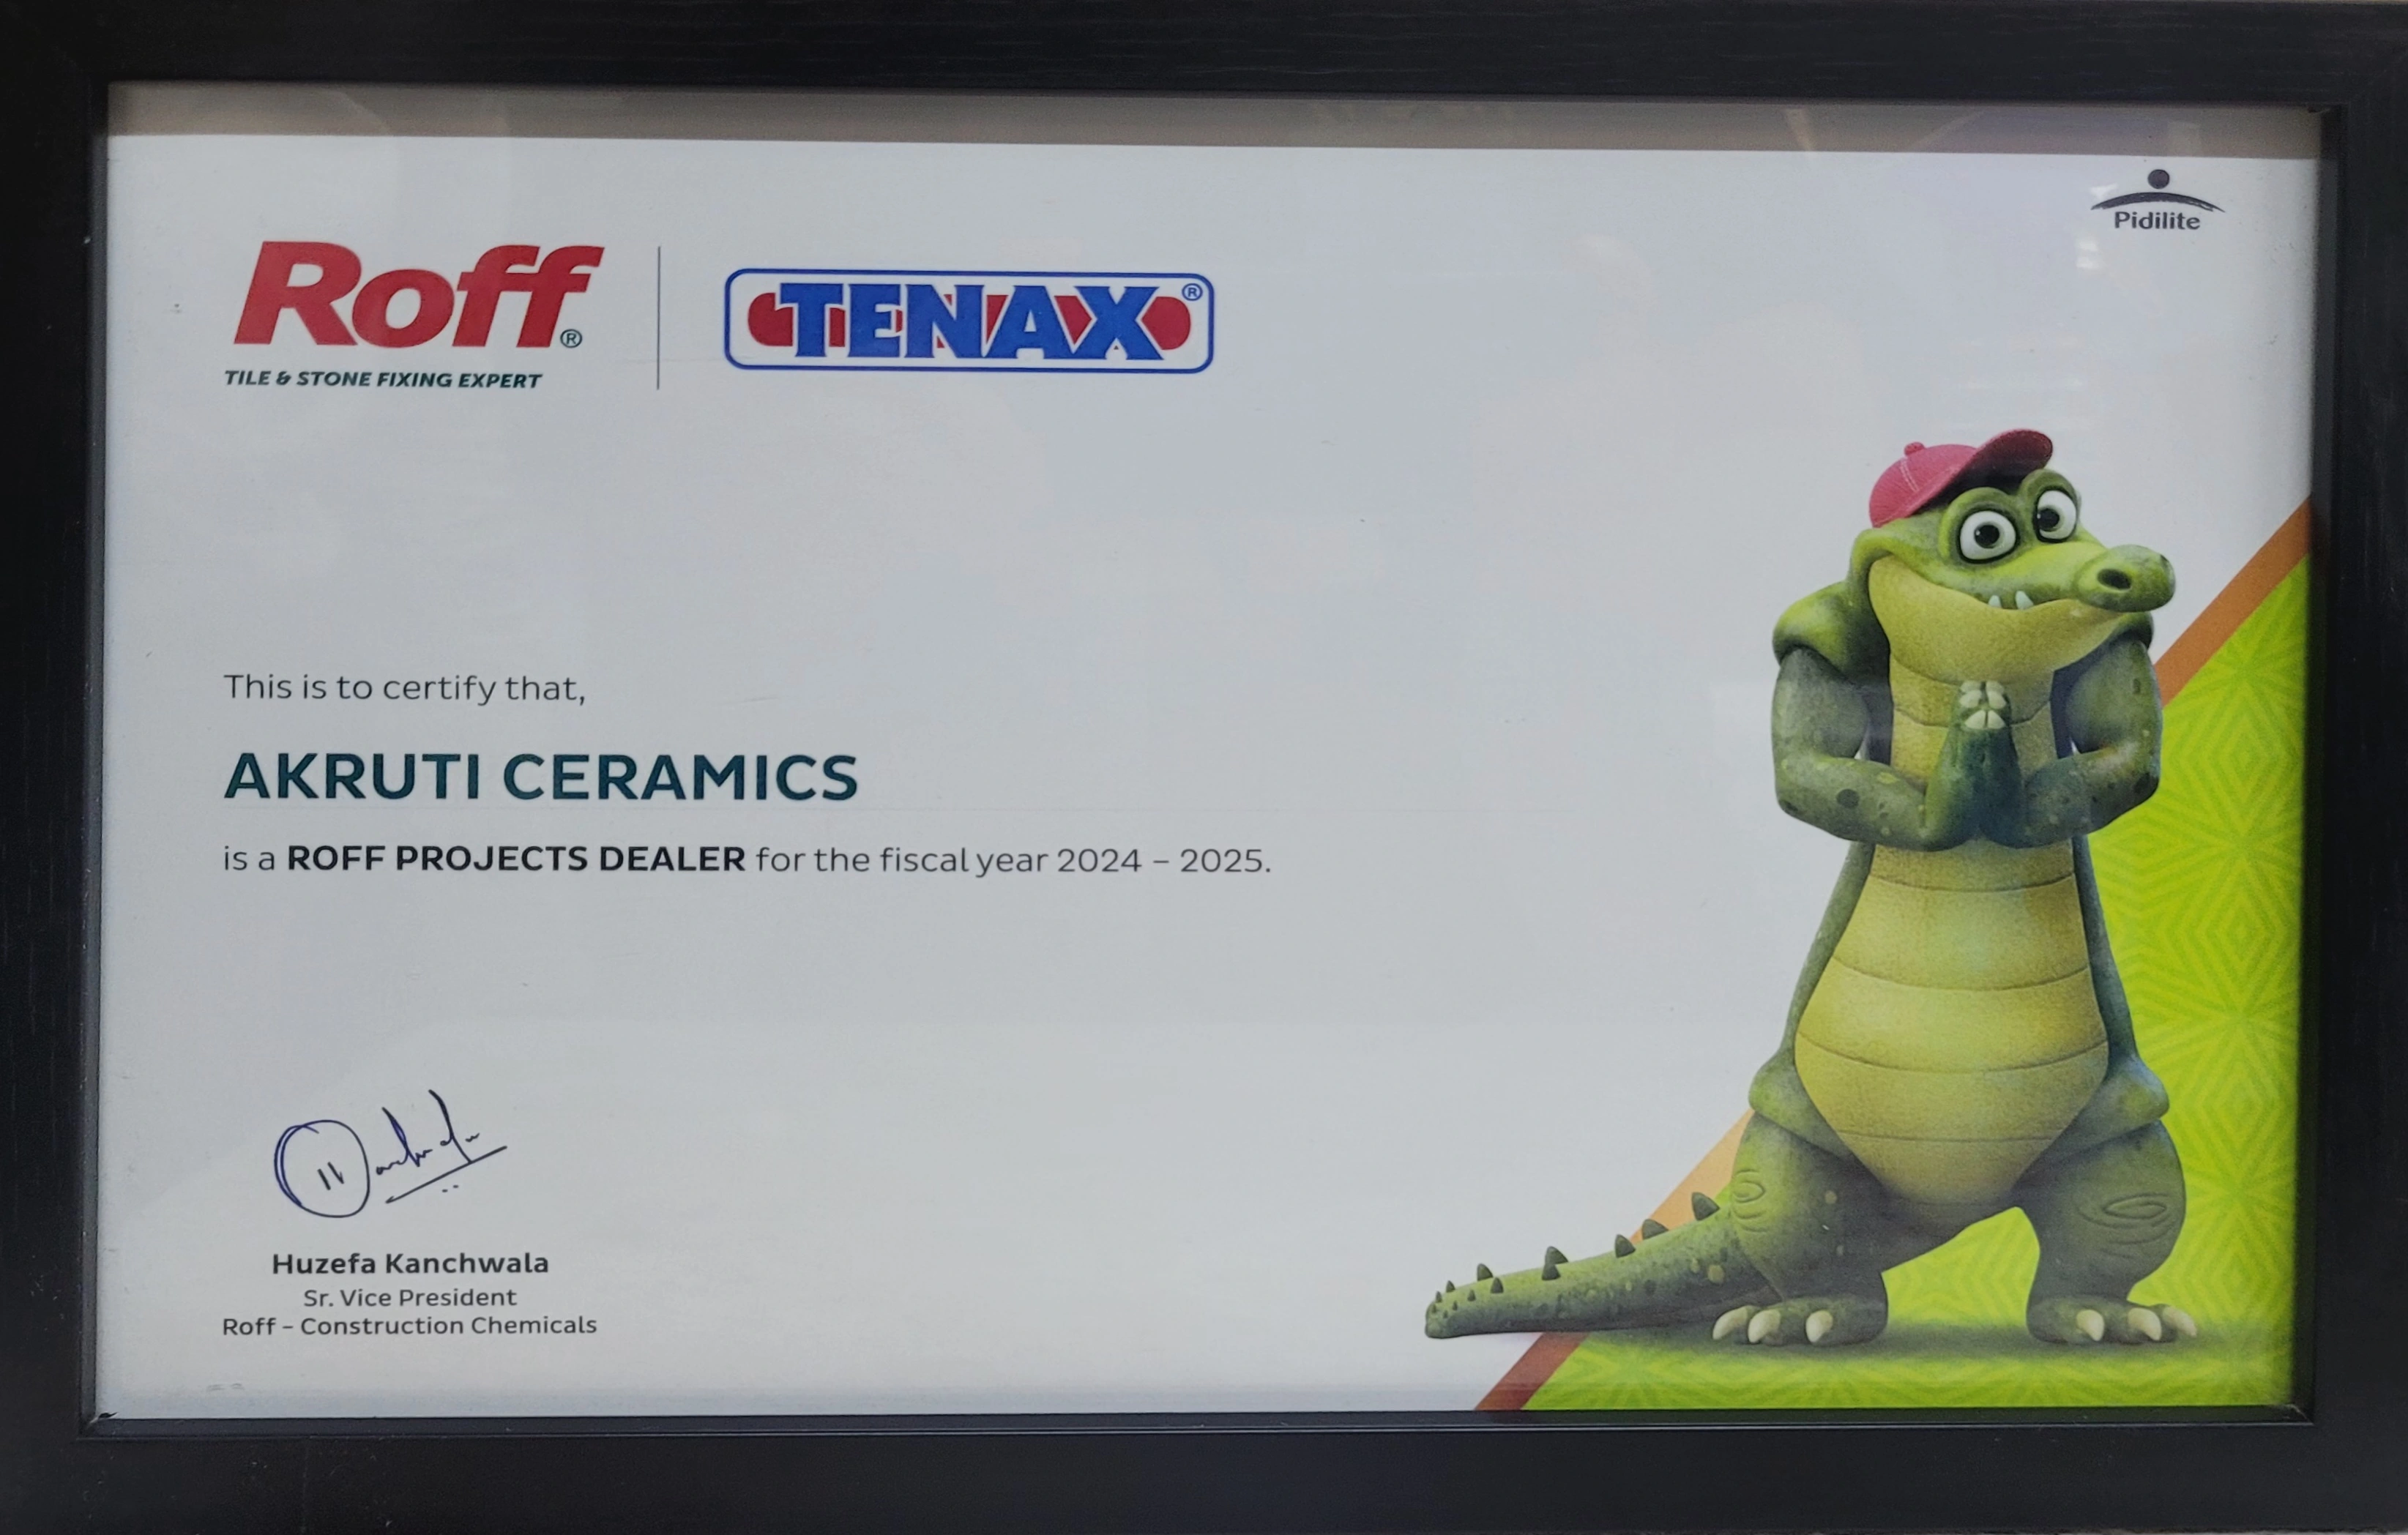 Pidilite
Roff®
TILE & STONE FIXING EXPERT
TENAX®
This is to certify that,
AKRUTI CERAMICS
is a ROFF PROJECTS DEALER for the fiscal year 2024 – 2025.
Huzefa Kanchwala
Sr. Vice President
Roff – Construction Chemicals